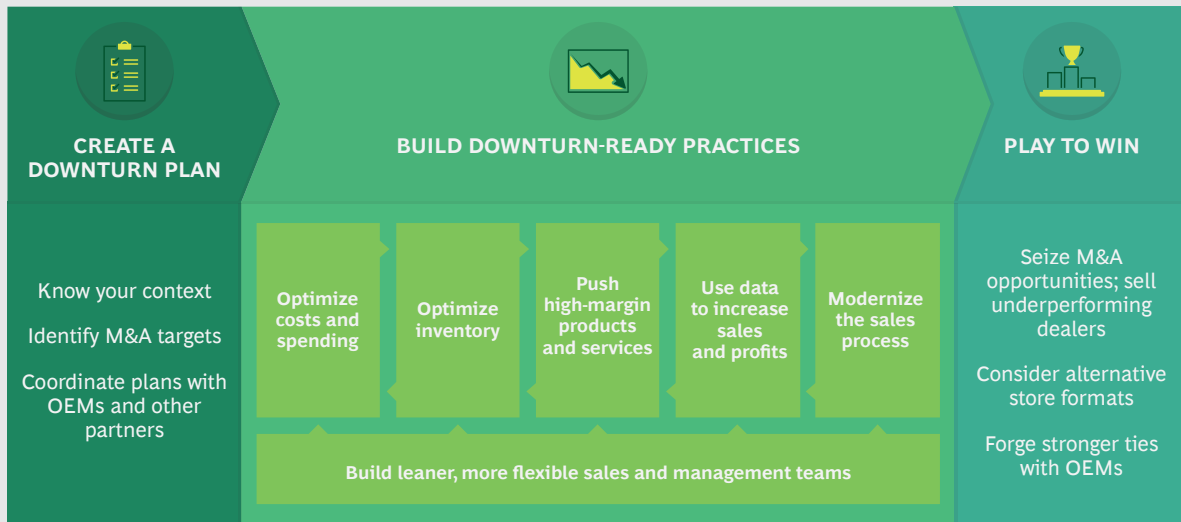 CREATE A
DOWNTURN PLAN
Know your context
Identify M&A targets
Coordinate plans with
OEMs and other
partners
BUILD DOWNTURN-READY PRACTICES
Optimize
costs and
spending
Optimize
inventory
Push
high-margin
products
and services
Use data
to increase
sales
and profits
Modernize
the sales
process
Build leaner, more flexible sales and management teams
PLAY TO WIN
Seize M&A
opportunities; sell
underperforming
dealers
Consider alternative
store formats
Forge stronger ties
with OEMs